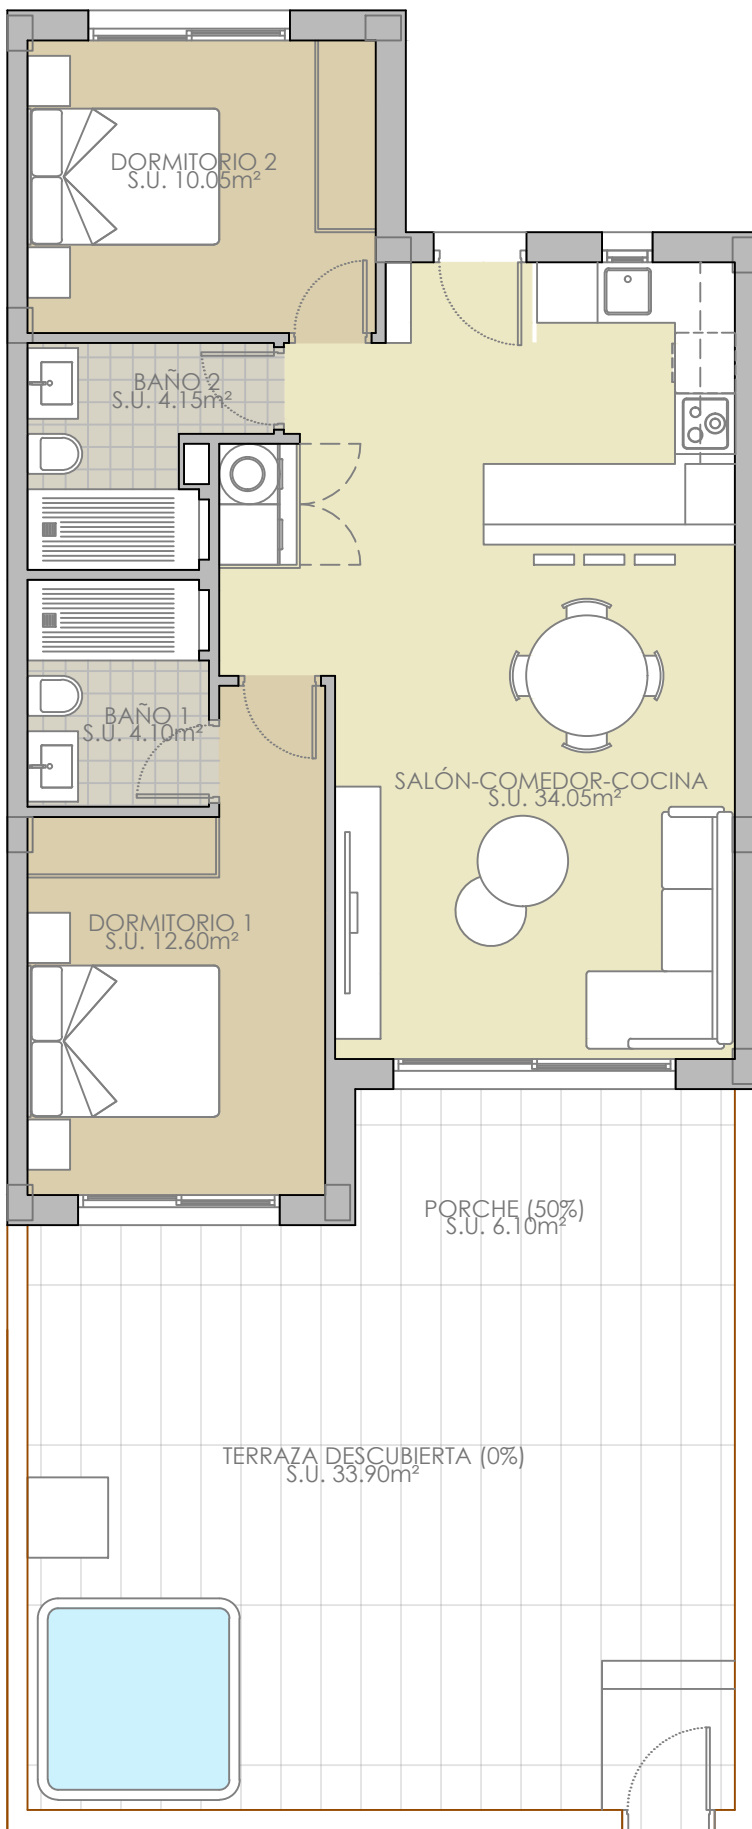 DORMITORIO 2
S.U. 10.05m²
BAÑO 2
S.U. 4.15m²
BAÑO 1
S.U. 4.10m²
SALÓN-COMEDOR-COCINA
S.U. 34.05m²
DORMITORIO 1
S.U. 12.60m²
PORCHE (50%)
S.U. 6.10m²
TERRAZA DESCUBIERTA (0%)
S.U. 33.90m²